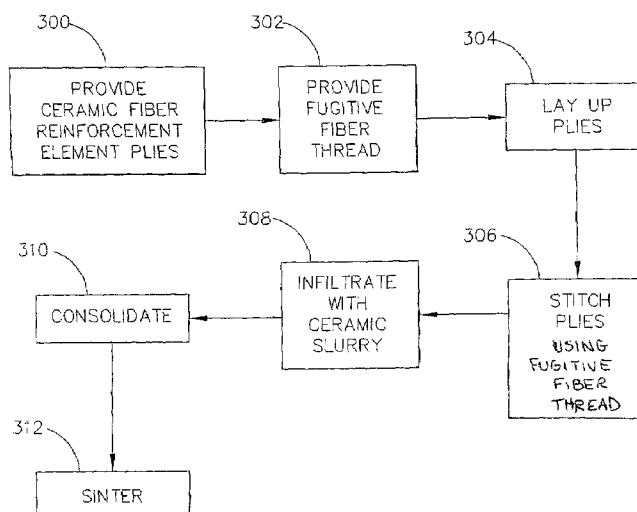 300
PROVIDE
CERAMIC FIBER
REINFORCEMENT
ELEMENT PLIES
302
PROVIDE
FUGITIVE
FIBER
THREAD
304
LAY UP
PLIES
306
STITCH
PLIES
USING
FUGITIVE
FIBER
THREAD
308
INFILTRATE
WITH
CERAMIC
SLURRY
310
CONSOLIDATE
312
SINTER